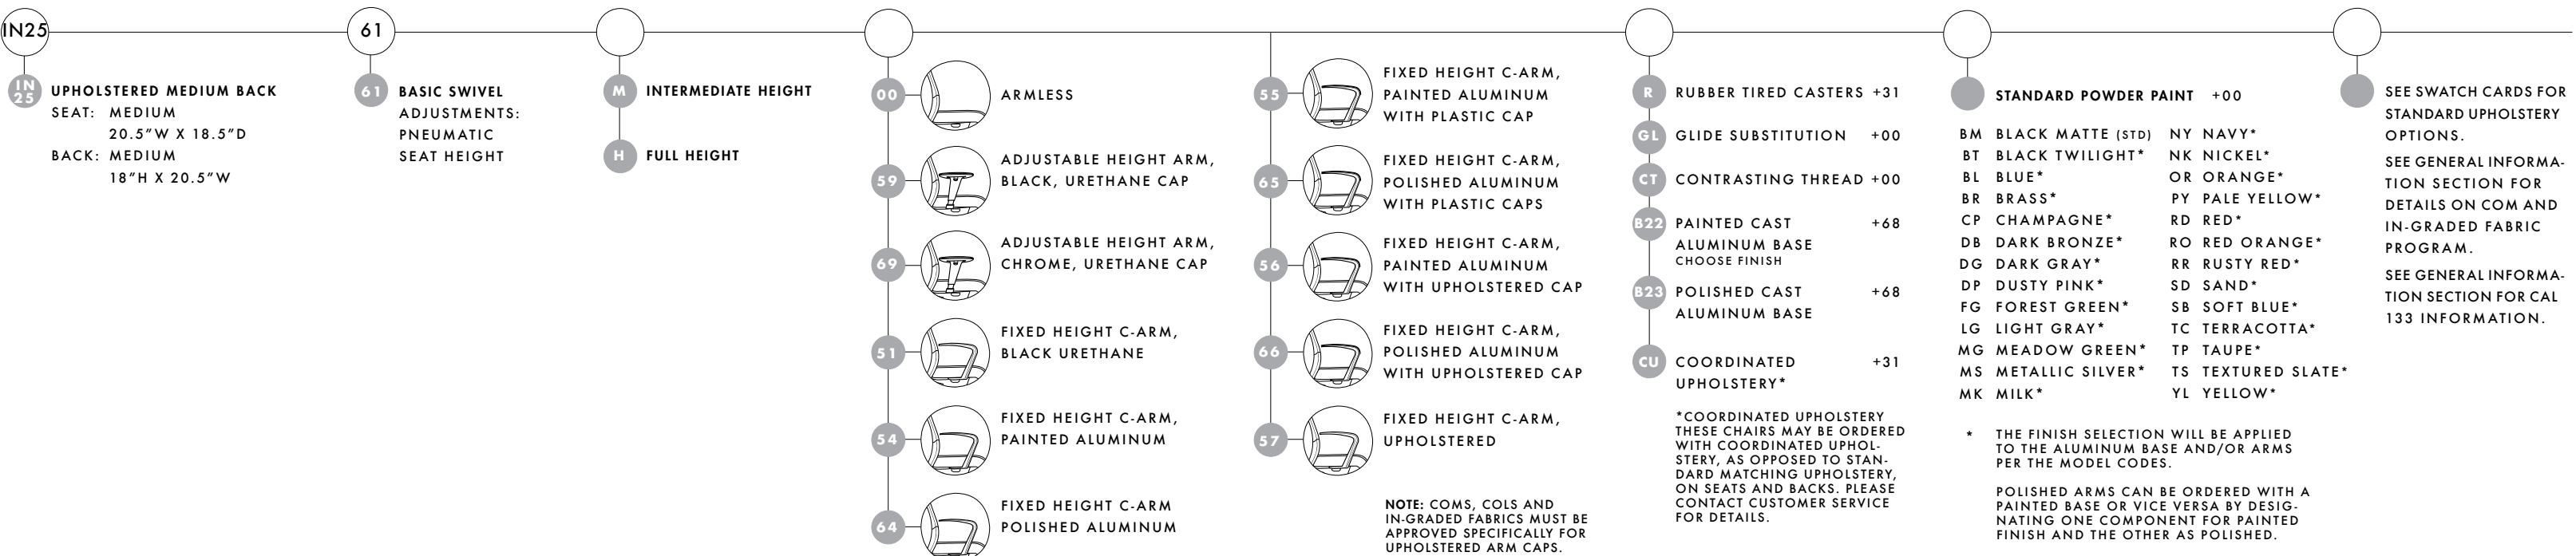 IN25
IN
25
UPHOLSTERED MEDIUM BACK
SEAT: MEDIUM
20.5"W X 18.5"D
BACK: MEDIUM
18"H X 20.5"W
61
61 BASIC SWIVEL
ADJUSTMENTS:
PNEUMATIC
SEAT HEIGHT
M INTERMEDIATE HEIGHT
H FULL HEIGHT
00 ARMLESS
59 ADJUSTABLE HEIGHT ARM,
BLACK, URETHANE CAP
69 ADJUSTABLE HEIGHT ARM,
CHROME, URETHANE CAP
51 FIXED HEIGHT C-ARM,
BLACK URETHANE
54 FIXED HEIGHT C-ARM,
PAINTED ALUMINUM
64 FIXED HEIGHT C-ARM
POLISHED ALUMINUM
55 FIXED HEIGHT C-ARM,
PAINTED ALUMINUM
WITH PLASTIC CAP
65 FIXED HEIGHT C-ARM,
POLISHED ALUMINUM
WITH PLASTIC CAPS
56 FIXED HEIGHT C-ARM,
PAINTED ALUMINUM
WITH UPHOLSTERED CAP
66 FIXED HEIGHT C-ARM,
POLISHED ALUMINUM
WITH UPHOLSTERED CAP
57 FIXED HEIGHT C-ARM,
UPHOLSTERED
NOTE: COMS, COLS AND
IN-GRADED FABRICS MUST BE
APPROVED SPECIFICALLY FOR
UPHOLSTERED ARM CAPS.
R RUBBER TIRED CASTERS +31
GL GLIDE SUBSTITUTION +00
CT CONTRASTING THREAD +00
B22 PAINTED CAST +68
ALUMINUM BASE
CHOOSE FINISH
B23 POLISHED CAST +68
ALUMINUM BASE
CU COORDINATED +31
UPHOLSTERY*
*COORDINATED UPHOLSTERY
THESE CHAIRS MAY BE ORDERED
WITH COORDINATED UPHOL-
STERY, AS OPPOSED TO STAN-
DARD MATCHING UPHOLSTERY,
ON SEATS AND BACKS. PLEASE
CONTACT CUSTOMER SERVICE
FOR DETAILS.
STANDARD POWDER PAINT +00
BM BLACK MATTE (STD) NY NAVY*
BT BLACK TWILIGHT* NK NICKEL*
BL BLUE* OR ORANGE*
BR BRASS* PY PALE YELLOW*
CP CHAMPAGNE* RD RED*
DB DARK BRONZE* RO RED ORANGE*
DG DARK GRAY* RR RUSTY RED*
DP DUSTY PINK* SD SAND*
FG FOREST GREEN* SB SOFT BLUE*
LG LIGHT GRAY* TC TERRACOTTA*
MG MEADOW GREEN* TP TAUPE*
MS METALLIC SILVER* TS TEXTURED SLATE*
MK MILK* YL YELLOW*
* THE FINISH SELECTION WILL BE APPLIED
TO THE ALUMINUM BASE AND/OR ARMS
PER THE MODEL CODES.
POLISHED ARMS CAN BE ORDERED WITH A
PAINTED BASE OR VICE VERSA BY DESIG-
NATING ONE COMPONENT FOR PAINTED
FINISH AND THE OTHER AS POLISHED.
SEE SWATCH CARDS FOR
STANDARD UPHOLSTERY
OPTIONS.
SEE GENERAL INFORMA-
TION SECTION FOR
DETAILS ON COM AND
IN-GRADED FABRIC
PROGRAM.
SEE GENERAL INFORMA-
TION SECTION FOR CAL
133 INFORMATION.